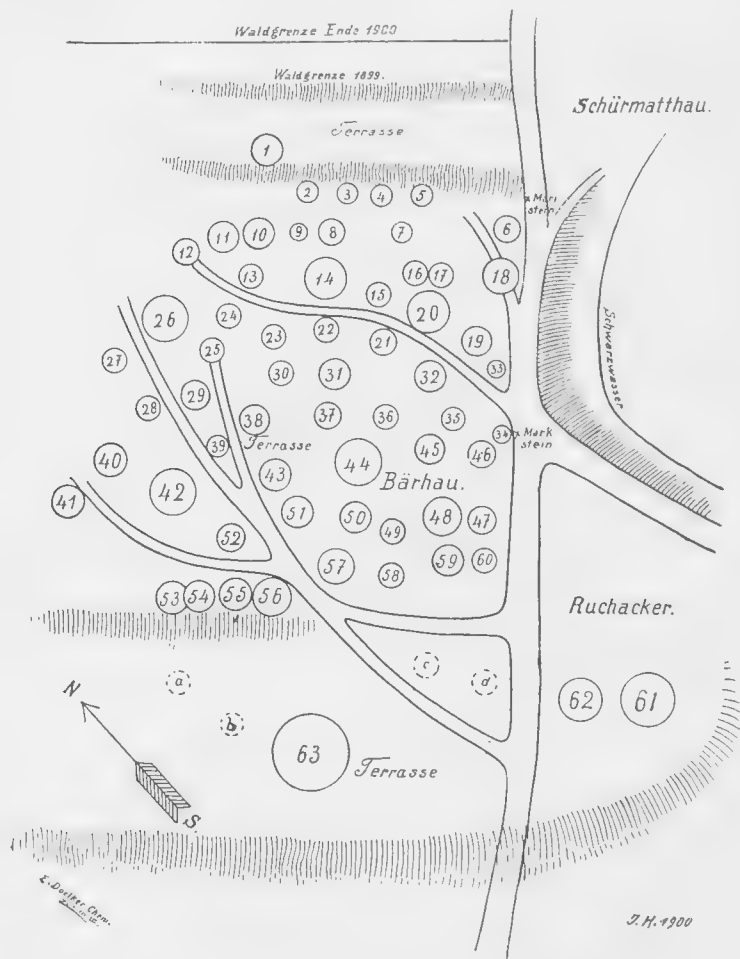 Waldgrenze Ende 1900
Waldgrenze 1899.
Schürmatthau.
Terrasse
1
2 3 4 5
Markstein
6
11 10 9 8 7
12
13 14 16 17 18
15
20
26 24
23 22 21 19
25
27 30 31 32 33
Schwarzwasser
29
28 38 37 36 35
34 Markstein
39 Terrasse
40 43 44 45 46
Bärhau.
41 42
51 50 48 47
52 49
57 58 59 60
53 54 55 56
Ruchacker.
a c d
62 61
N
b
63
Terrasse
S.
J.H. 1900